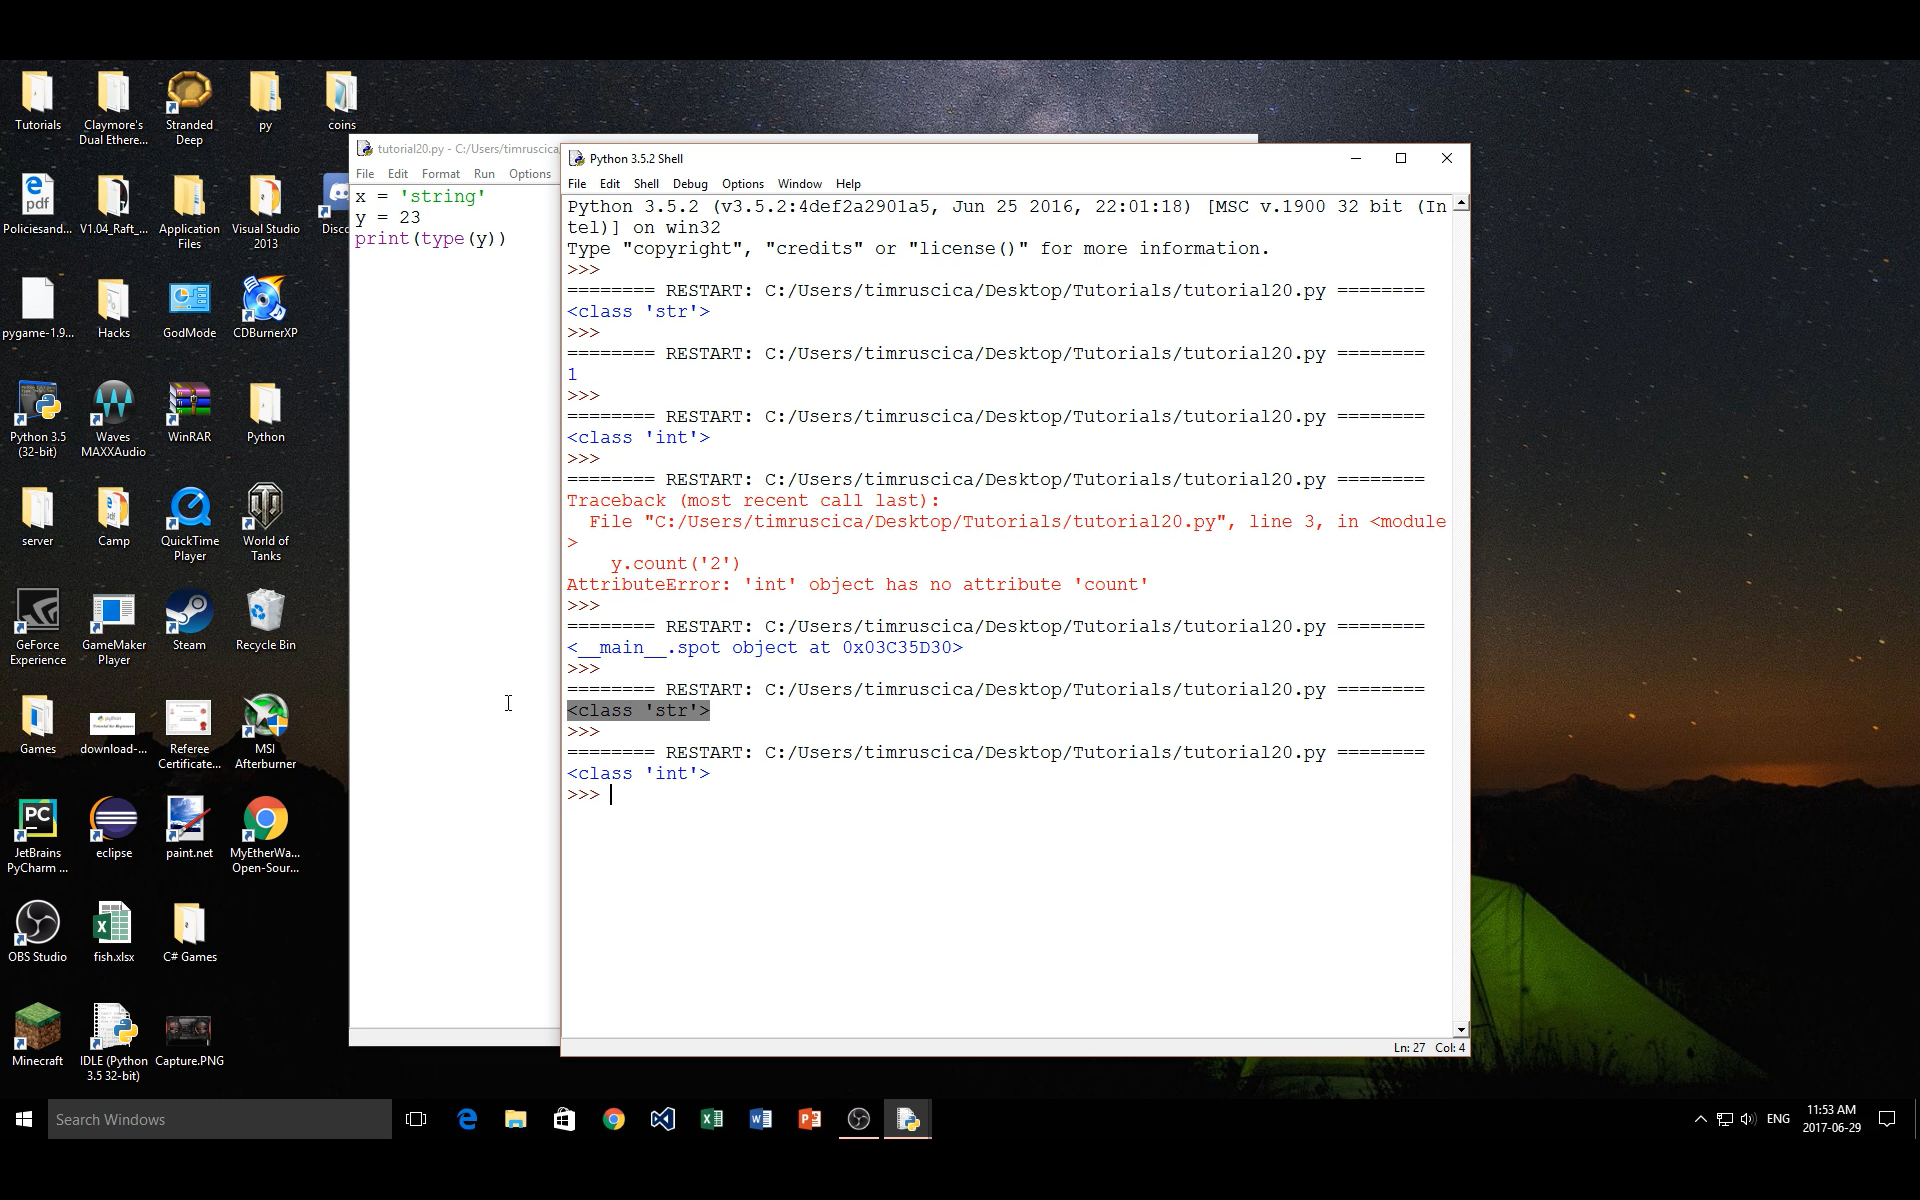 Tutorials
Claymore's
Dual Ethere...
Stranded
Deep
py
coins
Policiesand...
V1.04_Raft_...
Application
Files
Visual Studio
2013
Disco
pygame-1.9...
Hacks
GodMode
CDBurnerXP
Python 3.5
(32-bit)
Waves
MAXXAudio
WinRAR
Python
server
Camp
QuickTime
Player
World of
Tanks
GeForce
Experience
GameMaker
Player
Steam
Recycle Bin
Games
download-...
Referee
Certificate...
MSI
Afterburner
JetBrains
PyCharm ...
eclipse
paint.net
MyEtherWa...
Open-Sour...
OBS Studio
fish.xlsx
C# Games
Minecraft
IDLE (Python
3.5 32-bit)
Capture.PNG
tutorial20.py - C:/Users/timruscica
File Edit Format Run Options
x = 'string'
y = 23
print(type(y))
Python 3.5.2 Shell
File Edit Shell Debug Options Window Help
Python 3.5.2 (v3.5.2:4def2a2901a5, Jun 25 2016, 22:01:18) [MSC v.1900 32 bit (In
tel)] on win32
Type "copyright", "credits" or "license()" for more information.
>>>
======== RESTART: C:/Users/timruscica/Desktop/Tutorials/tutorial20.py ========
<class 'str'>
>>>
======== RESTART: C:/Users/timruscica/Desktop/Tutorials/tutorial20.py ========
1
>>>
======== RESTART: C:/Users/timruscica/Desktop/Tutorials/tutorial20.py ========
<class 'int'>
>>>
======== RESTART: C:/Users/timruscica/Desktop/Tutorials/tutorial20.py ========
Traceback (most recent call last):
  File "C:/Users/timruscica/Desktop/Tutorials/tutorial20.py", line 3, in <module
>
    y.count('2')
AttributeError: 'int' object has no attribute 'count'
>>>
======== RESTART: C:/Users/timruscica/Desktop/Tutorials/tutorial20.py ========
<__main__.spot object at 0x03C35D30>
>>>
======== RESTART: C:/Users/timruscica/Desktop/Tutorials/tutorial20.py ========
<class 'str'>
>>>
======== RESTART: C:/Users/timruscica/Desktop/Tutorials/tutorial20.py ========
<class 'int'>
>>>
Ln: 27 Col: 4
Search Windows
ENG
11:53 AM
2017-06-29